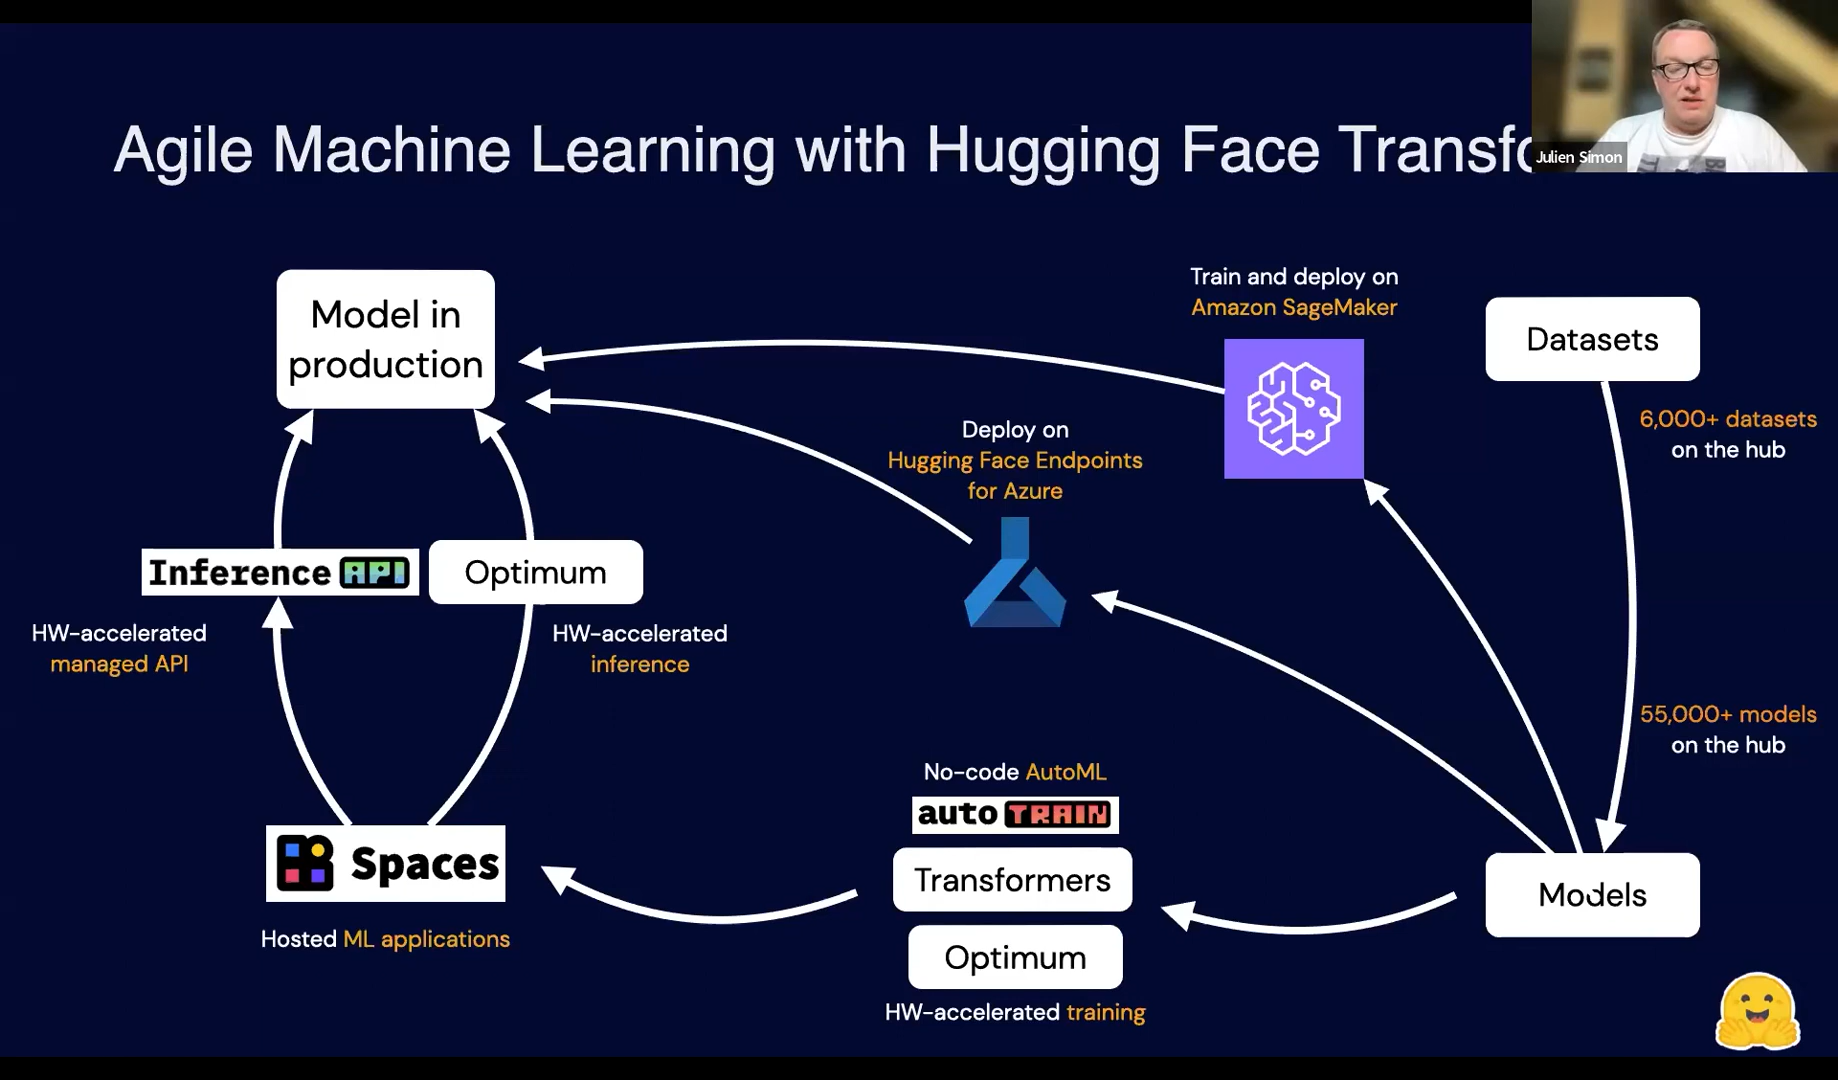 Agile Machine Learning with Hugging Face Transfo
Julien Simon
Model in
production
Train and deploy on
Amazon SageMaker
Datasets
6,000+ datasets
on the hub
Deploy on
Hugging Face Endpoints
for Azure
Inference API
Optimum
HW-accelerated
managed API
HW-accelerated
inference
55,000+ models
on the hub
No-code AutoML
auto TRAIN
Transformers
Optimum
HW-accelerated training
Spaces
Hosted ML applications
Models